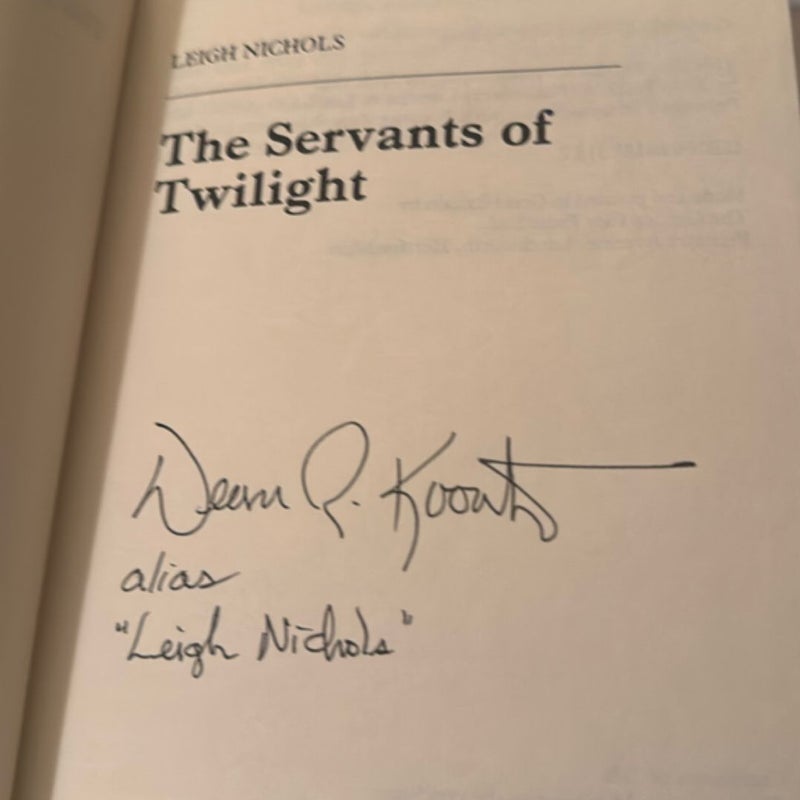 LEIGH NICHOLS
The Servants of
Twilight
Dean R. Koontz
alias
"Leigh Nichols"